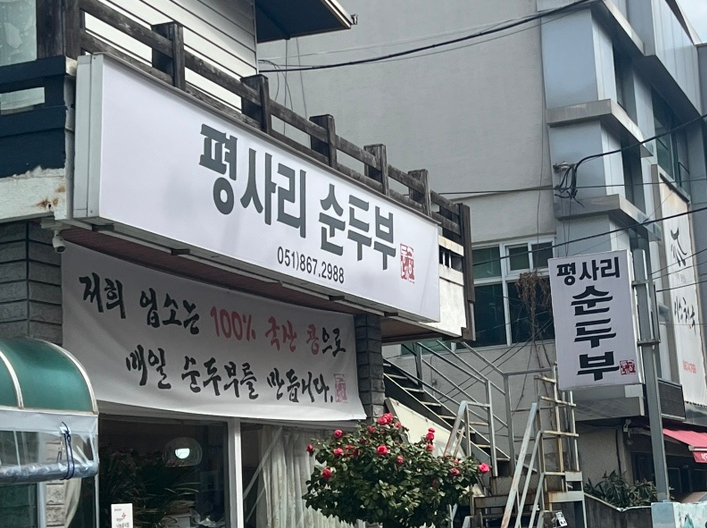 평사리 순두부
051)867.2988
저희 업소는 100% 국산 콩으로
매일 순두부를 만듭니다.
평사리
순두부